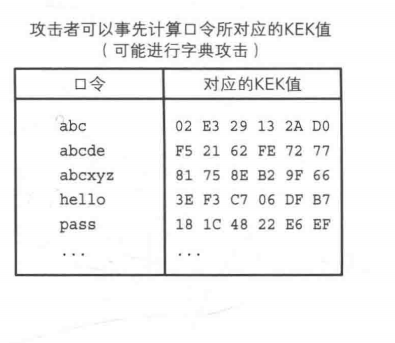 攻击者可以事先计算口令所对应的KEK值
（可能进行字典攻击）
口令 对应的KEK值
abc 02 E3 29 13 2A D0
abcde F5 21 62 FE 72 77
abcxyz 81 75 8E B2 9F 66
hello 3E F3 C7 06 DF B7
pass 18 1C 48 22 E6 EF
... ...